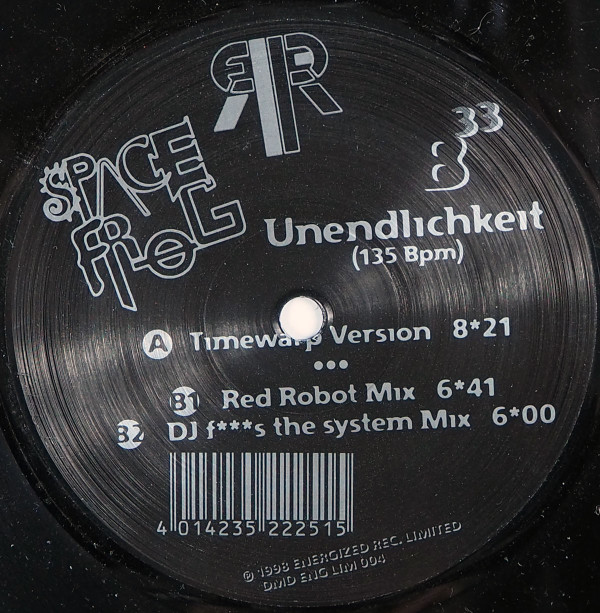 ER
SPACE
FROG
B 33
Unendlichkeit
(135 Bpm)
A Timewarp Version 8*21
B1 Red Robot Mix 6*41
B2 DJ f***s the system Mix 6*00
4 014235 222515
℗ 1998 ENERGIZED REC. LIMITED
DMD ENG LIM 004